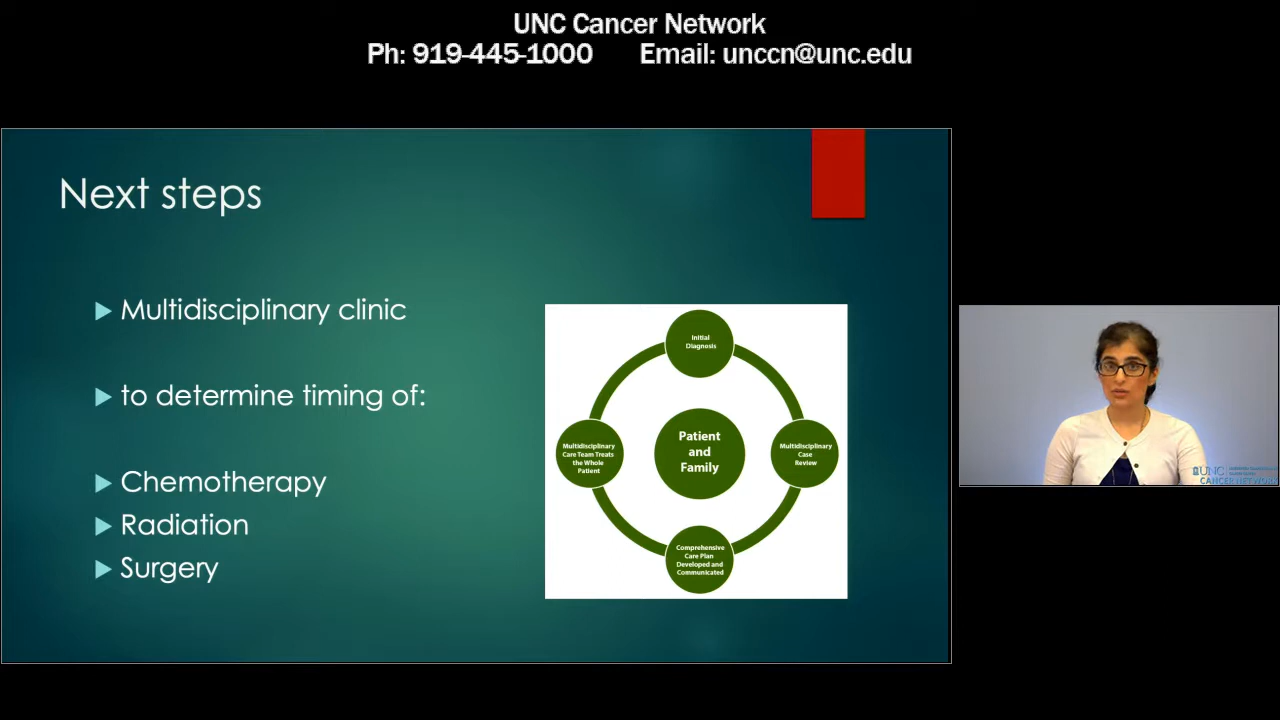 UNC Cancer Network
Ph: 919-445-1000 Email: unccn@unc.edu
Next steps
Multidisciplinary clinic
to determine timing of:
Chemotherapy
Radiation
Surgery
Initial
Diagnosis
Multidisciplinary
Care Team Treats
the Whole
Patient
Patient
and
Family
Multidisciplinary
Case
Review
Comprehensive
Care Plan
Developed and
Communicated
UNC
CANCER NETWORK